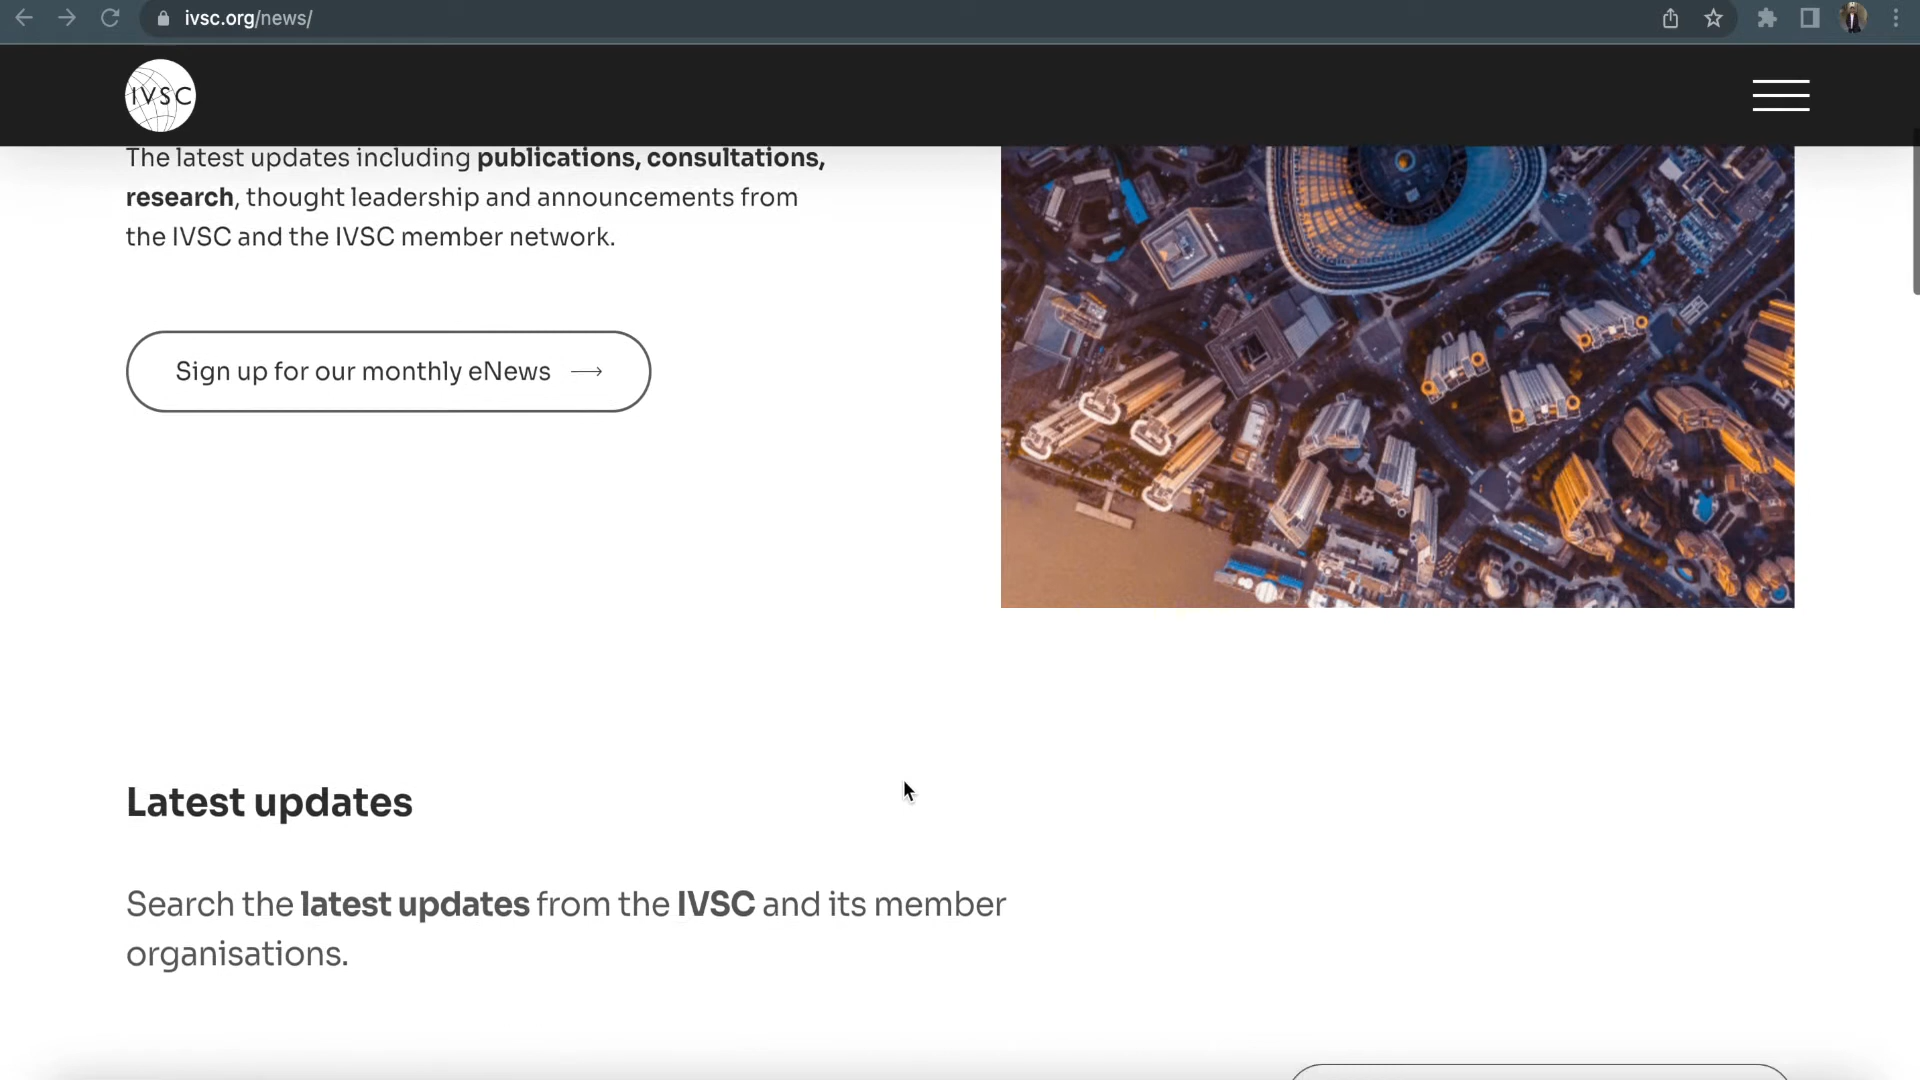 ivsc.org/news/
IVSC
The latest updates including publications, consultations,
research, thought leadership and announcements from
the IVSC and the IVSC member network.
Sign up for our monthly eNews →
Latest updates
Search the latest updates from the IVSC and its member
organisations.